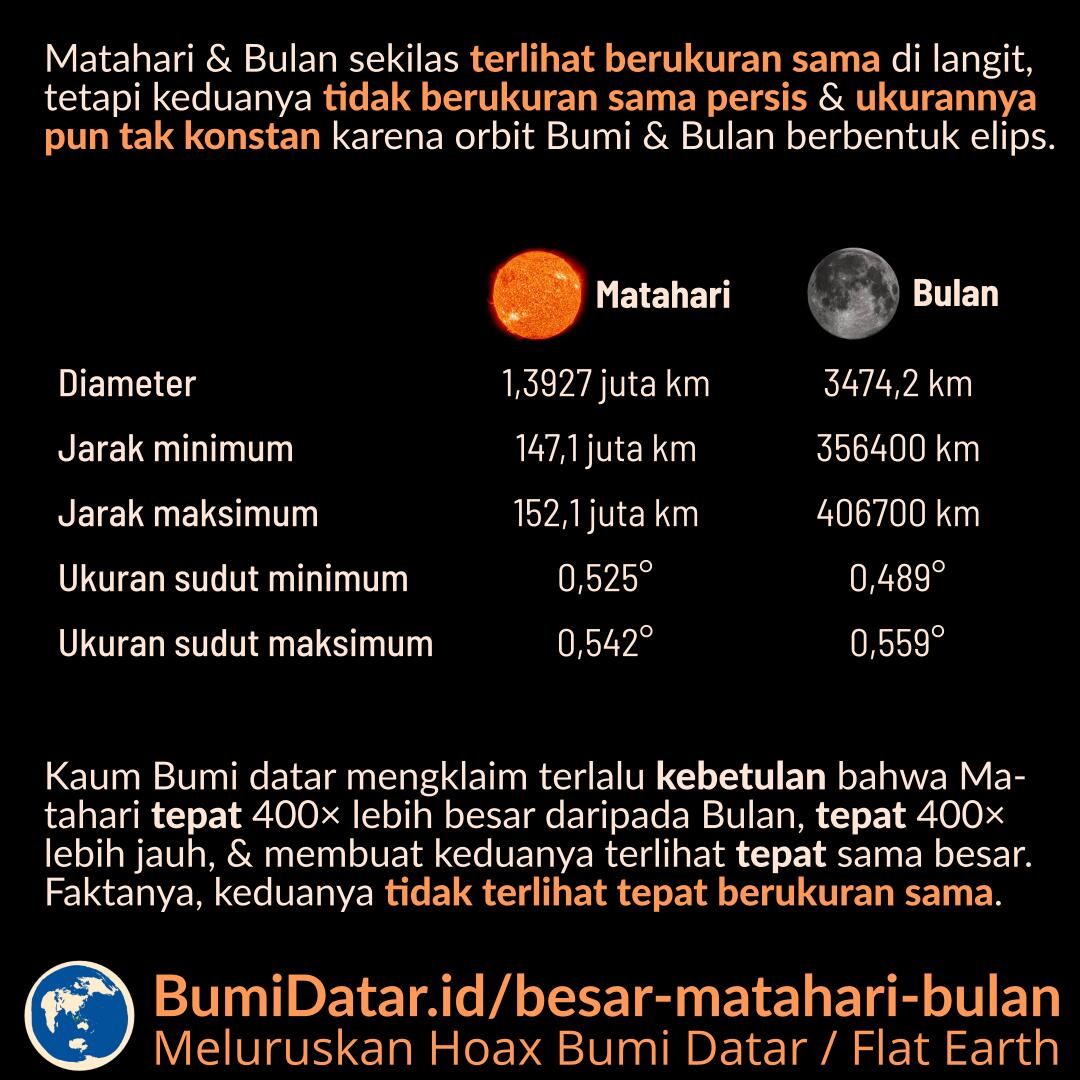 Matahari & Bulan sekilas terlihat berukuran sama di langit,
tetapi keduanya tidak berukuran sama persis & ukurannya
pun tak konstan karena orbit Bumi & Bulan berbentuk elips.
Matahari Bulan
Diameter 1,3927 juta km 3474,2 km
Jarak minimum 147,1 juta km 356400 km
Jarak maksimum 152,1 juta km 406700 km
Ukuran sudut minimum 0,525° 0,489°
Ukuran sudut maksimum 0,542° 0,559°
Kaum Bumi datar mengklaim terlalu kebetulan bahwa Ma-
tahari tepat 400× lebih besar daripada Bulan, tepat 400×
lebih jauh, & membuat keduanya terlihat tepat sama besar.
Faktanya, keduanya tidak terlihat tepat berukuran sama.
BumiDatar.id/besar-matahari-bulan
Meluruskan Hoax Bumi Datar / Flat Earth